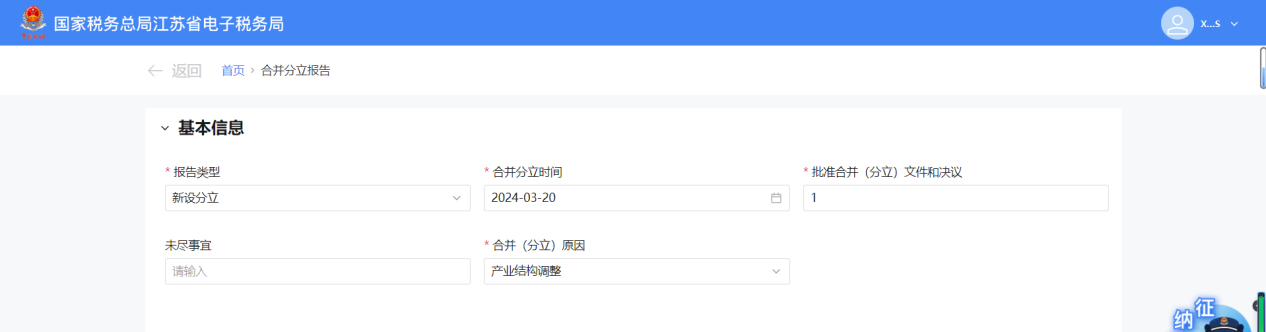 国家税务总局江苏省电子税务局
x...s
返回 首页 > 合并分立报告
基本信息
* 报告类型 * 合并分立时间 * 批准合并（分立）文件和决议
新设分立 2024-03-20 1
未尽事宜 * 合并（分立）原因
请输入 产业结构调整
征
纳